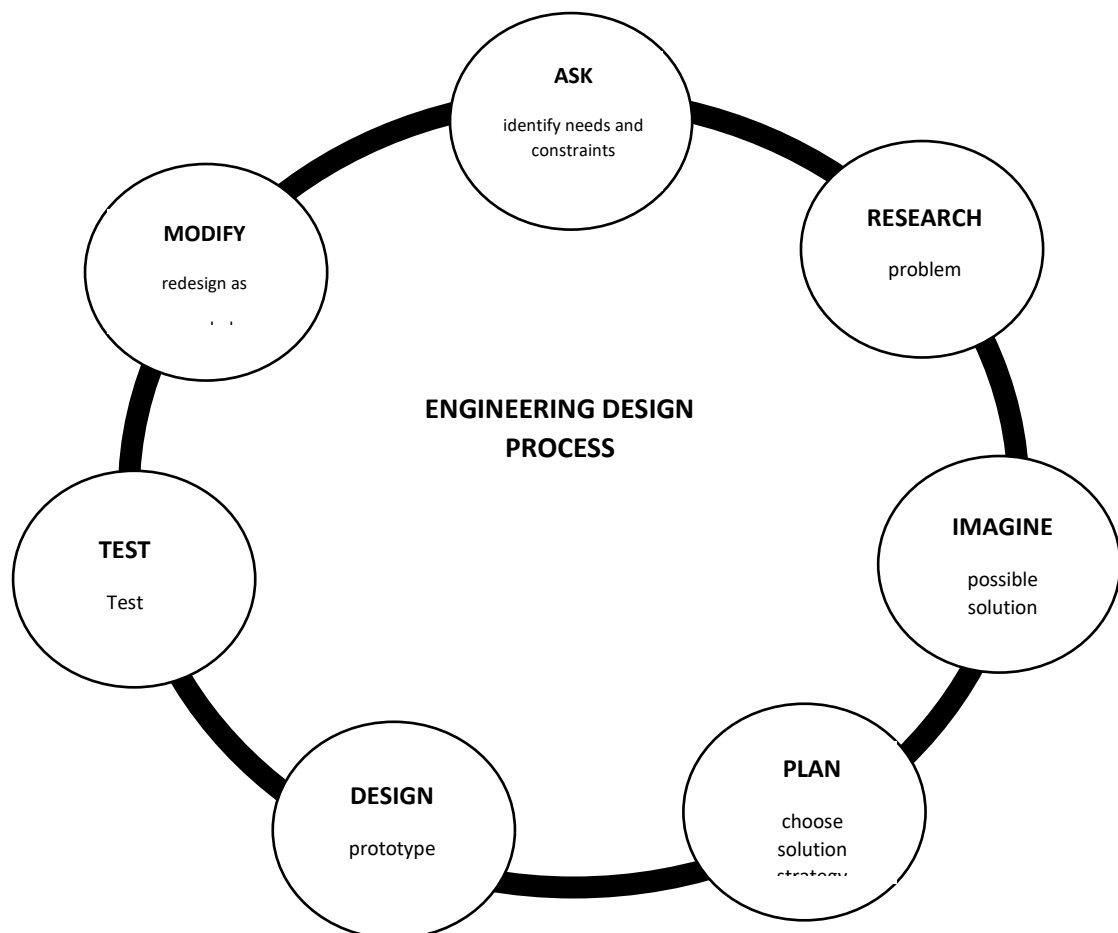 ASK
identify needs and
constraints
RESEARCH
problem
IMAGINE
possible
solution
PLAN
choose
solution
strategy
DESIGN
prototype
TEST
Test
MODIFY
redesign as
ENGINEERING DESIGN
PROCESS